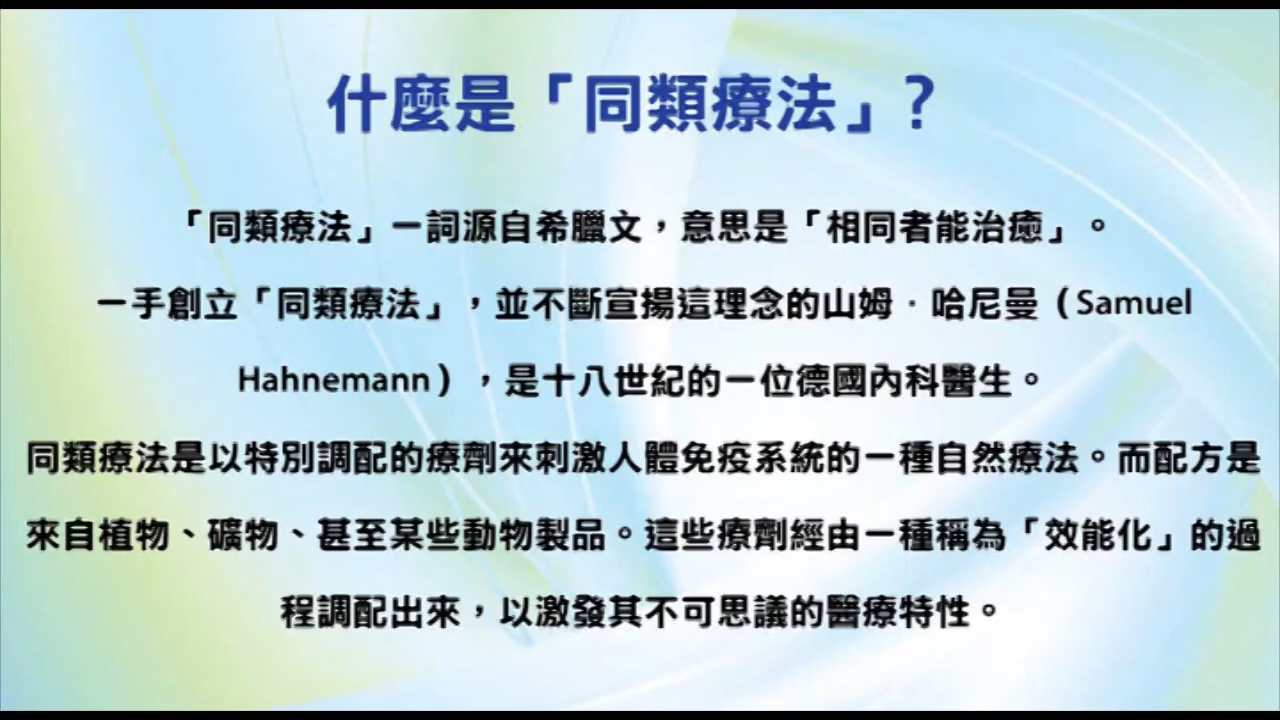 什麼是「同類療法」?
「同類療法」一詞源自希臘文，意思是「相同者能治癒」。
一手創立「同類療法」，並不斷宣揚這理念的山姆．哈尼曼（Samuel
Hahnemann），是十八世紀的一位德國內科醫生。
同類療法是以特別調配的療劑來刺激人體免疫系統的一種自然療法。而配方是
來自植物、礦物、甚至某些動物製品。這些療劑經由一種稱為「效能化」的過
程調配出來，以激發其不可思議的醫療特性。